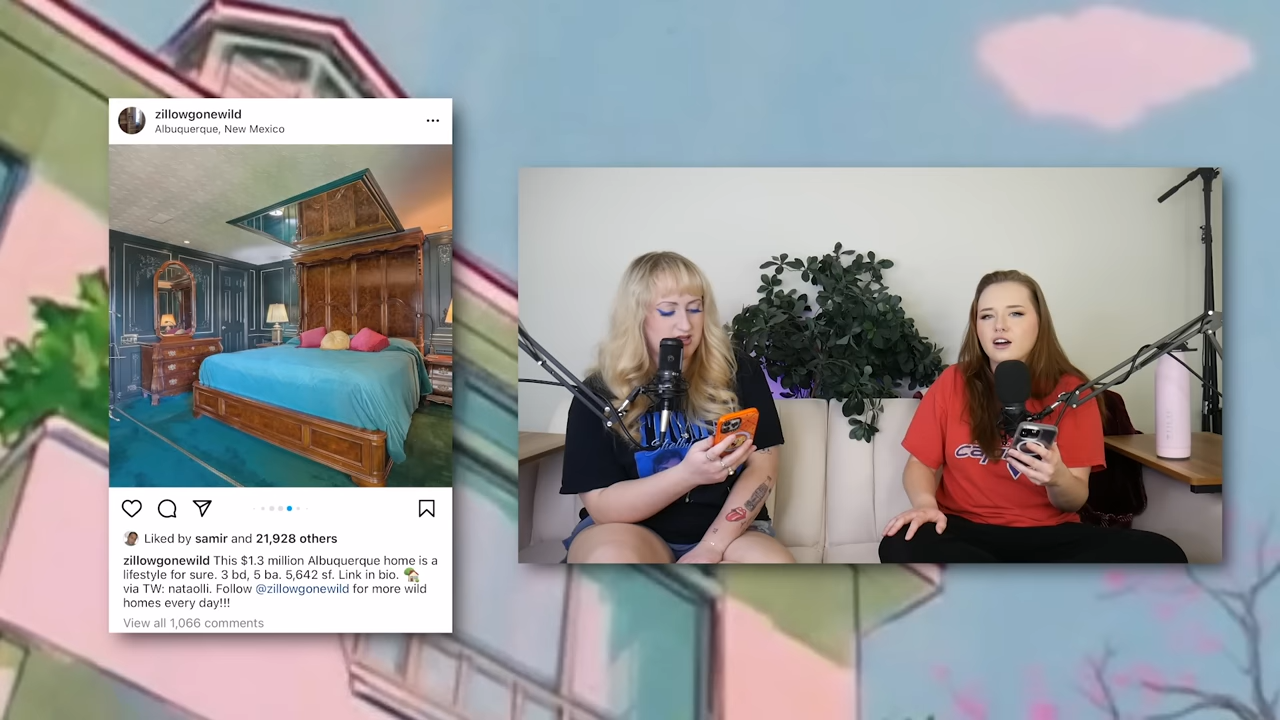 zillowgonewild
Albuquerque, New Mexico
Liked by samir and 21,928 others
zillowgonewild This $1.3 million Albuquerque home is a
lifestyle for sure. 3 bd, 5 ba. 5,642 sf. Link in bio. 🏡
via TW: nataolli. Follow @zillowgonewild for more wild
homes every day!!!
View all 1,066 comments